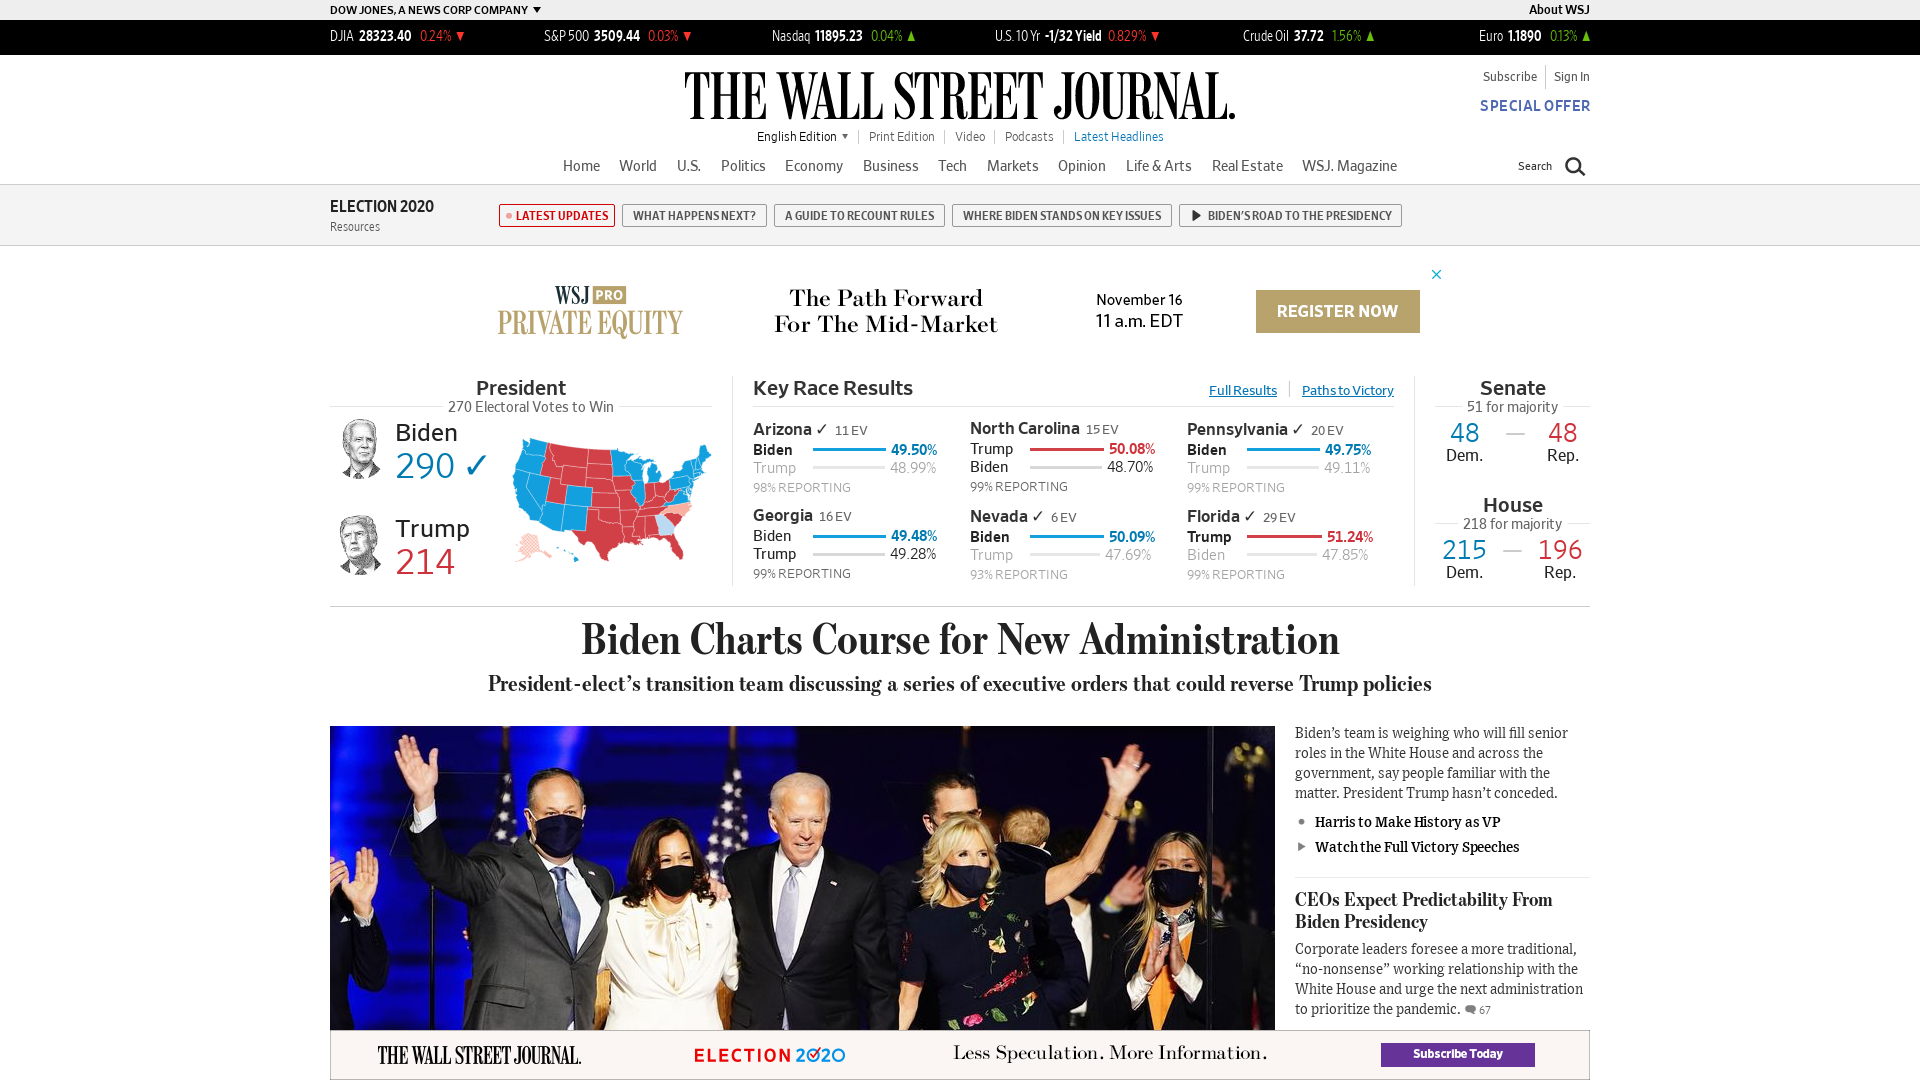 DOW JONES, A NEWS CORP COMPANY
About WSJ
DJIA 28323.40 0.24%
S&P 500 3509.44 0.03%
Nasdaq 11895.23 0.04%
U.S. 10 Yr -1/32 Yield 0.829%
Crude Oil 37.72 1.56%
Euro 1.1890 0.13%
THE WALL STREET JOURNAL.
Subscribe
Sign In
SPECIAL OFFER
English Edition
Print Edition
Video
Podcasts
Latest Headlines
Home World U.S. Politics Economy Business Tech Markets Opinion Life & Arts Real Estate WSJ. Magazine
Search
ELECTION 2020
Resources
LATEST UPDATES
WHAT HAPPENS NEXT?
A GUIDE TO RECOUNT RULES
WHERE BIDEN STANDS ON KEY ISSUES
BIDEN'S ROAD TO THE PRESIDENCY
WSJ PRO
PRIVATE EQUITY
The Path Forward
For The Mid-Market
November 16
11 a.m. EDT
REGISTER NOW
President
270 Electoral Votes to Win
Biden
290 ✓
Trump
214
Key Race Results
Full Results
Paths to Victory
Arizona ✓ 11 EV
Biden 49.50%
Trump 48.99%
98% REPORTING
North Carolina 15 EV
Trump 50.08%
Biden 48.70%
99% REPORTING
Pennsylvania ✓ 20 EV
Biden 49.75%
Trump 49.11%
99% REPORTING
Georgia 16 EV
Biden 49.48%
Trump 49.28%
99% REPORTING
Nevada ✓ 6 EV
Biden 50.09%
Trump 47.69%
93% REPORTING
Florida ✓ 29 EV
Trump 51.24%
Biden 47.85%
99% REPORTING
Senate
51 for majority
48 — 48
Dem. Rep.
House
218 for majority
215 — 196
Dem. Rep.
Biden Charts Course for New Administration
President-elect’s transition team discussing a series of executive orders that could reverse Trump policies
Biden’s team is weighing who will fill senior
roles in the White House and across the
government, say people familiar with the
matter. President Trump hasn’t conceded.
Harris to Make History as VP
Watch the Full Victory Speeches
CEOs Expect Predictability From
Biden Presidency
Corporate leaders foresee a more traditional,
“no-nonsense” working relationship with the
White House and urge the next administration
to prioritize the pandemic. 67
THE WALL STREET JOURNAL.
ELECTION 2020
Less Speculation. More Information.
Subscribe Today